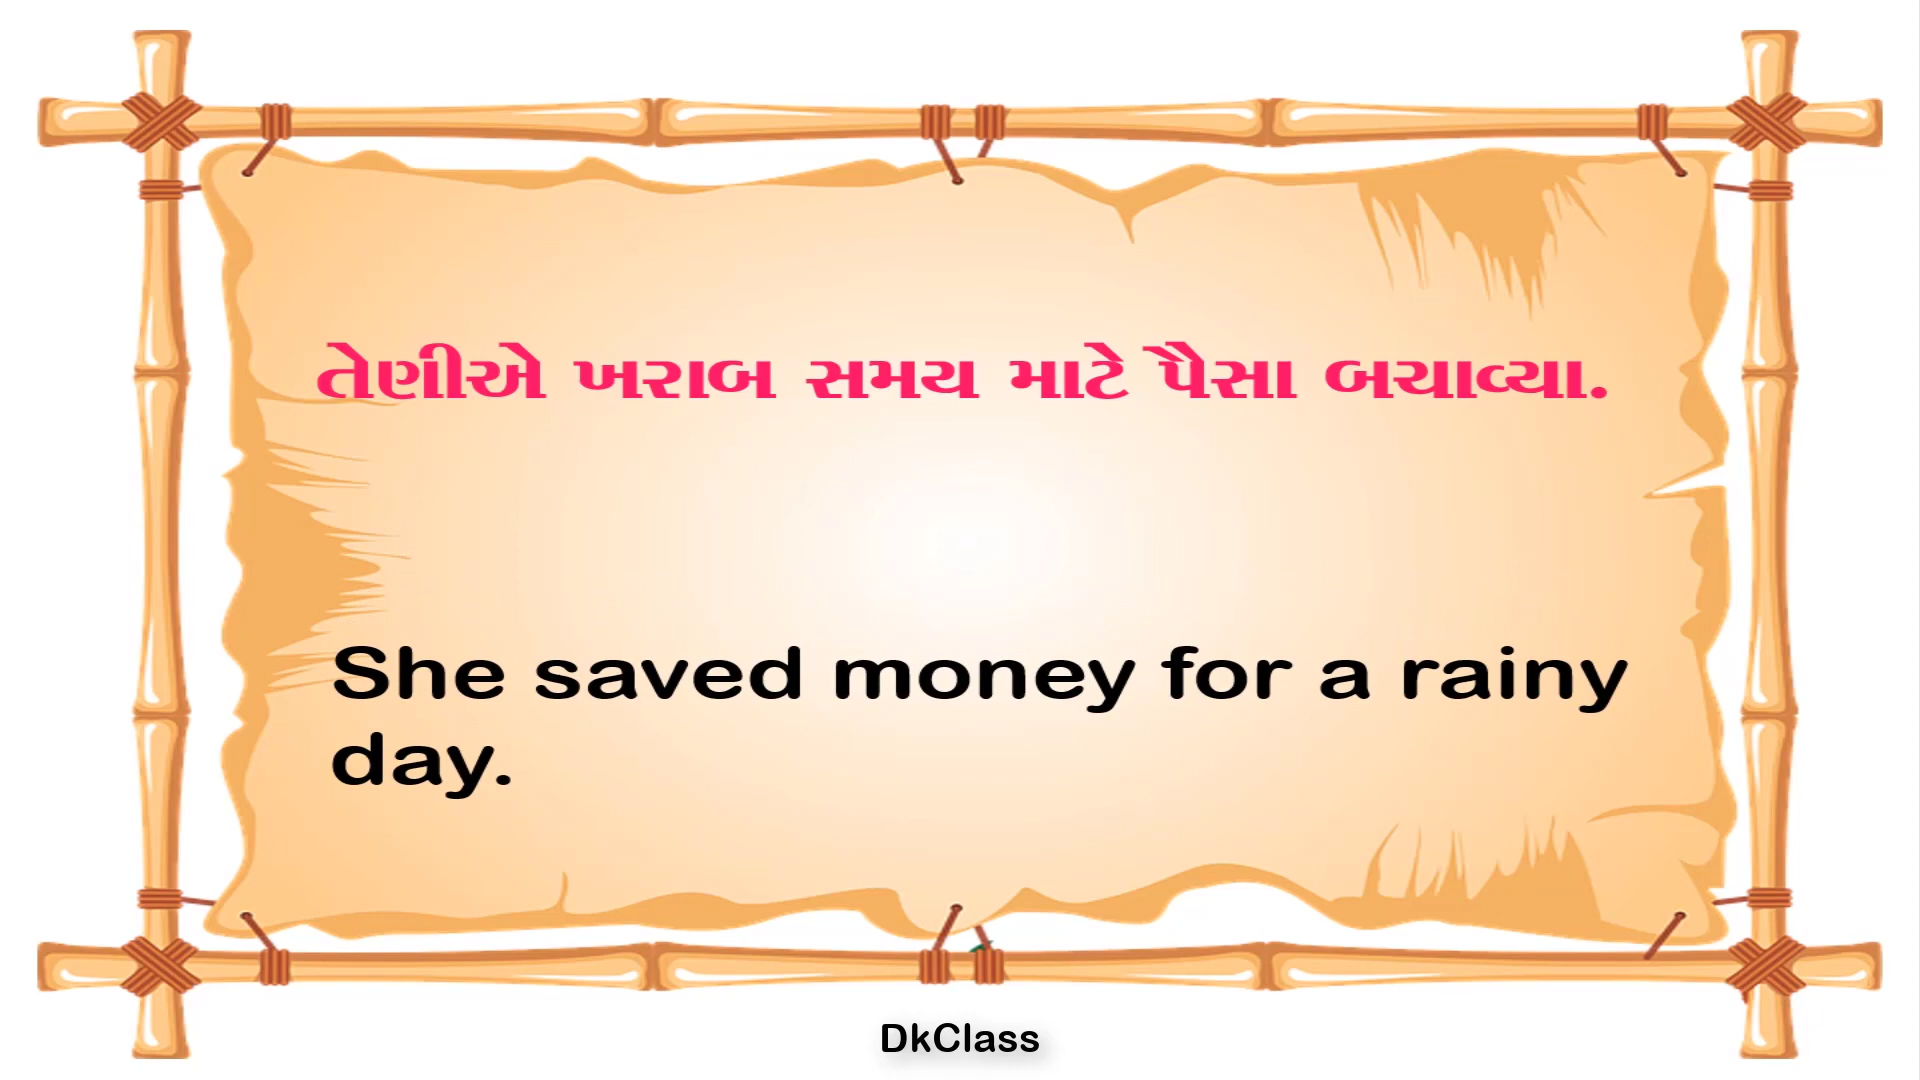 તેણીએ ખરાબ સમય માટે પૈસા બચાવ્યા.
She saved money for a rainy
day.
DkClass